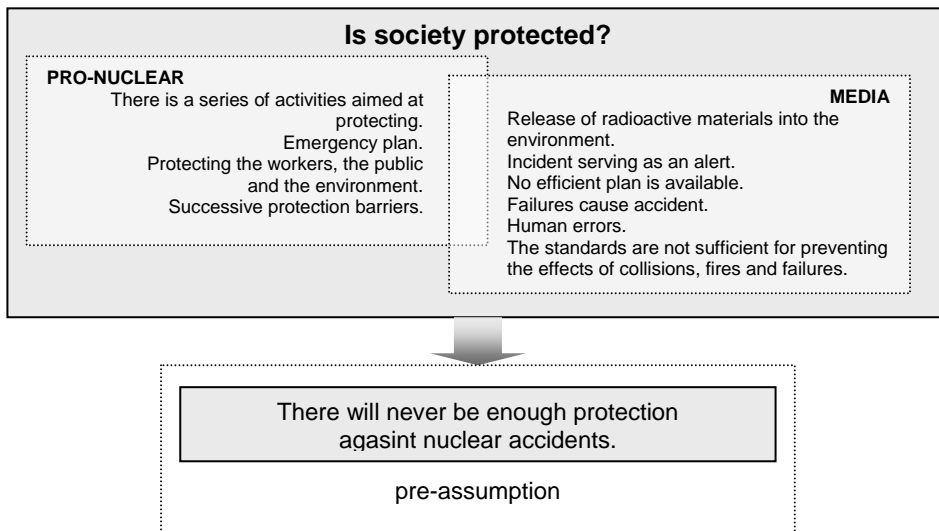 Is society protected?
PRO-NUCLEAR
There is a series of activities aimed at
protecting.
Emergency plan.
Protecting the workers, the public
and the environment.
Successive protection barriers.
MEDIA
Release of radioactive materials into the
environment.
Incident serving as an alert.
No efficient plan is available.
Failures cause accident.
Human errors.
The standards are not sufficient for preventing
the effects of collisions, fires and failures.
There will never be enough protection
agasint nuclear accidents.
pre-assumption